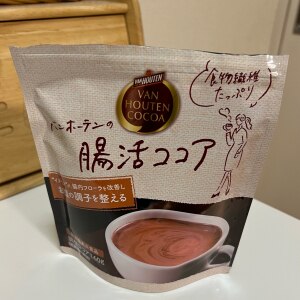 VAN HOUTEN
VAN
HOUTEN
COCOA
食物繊維
たっぷり
バンホーテンの
腸活ココア
腸内フローラを改善し
の調子を整える